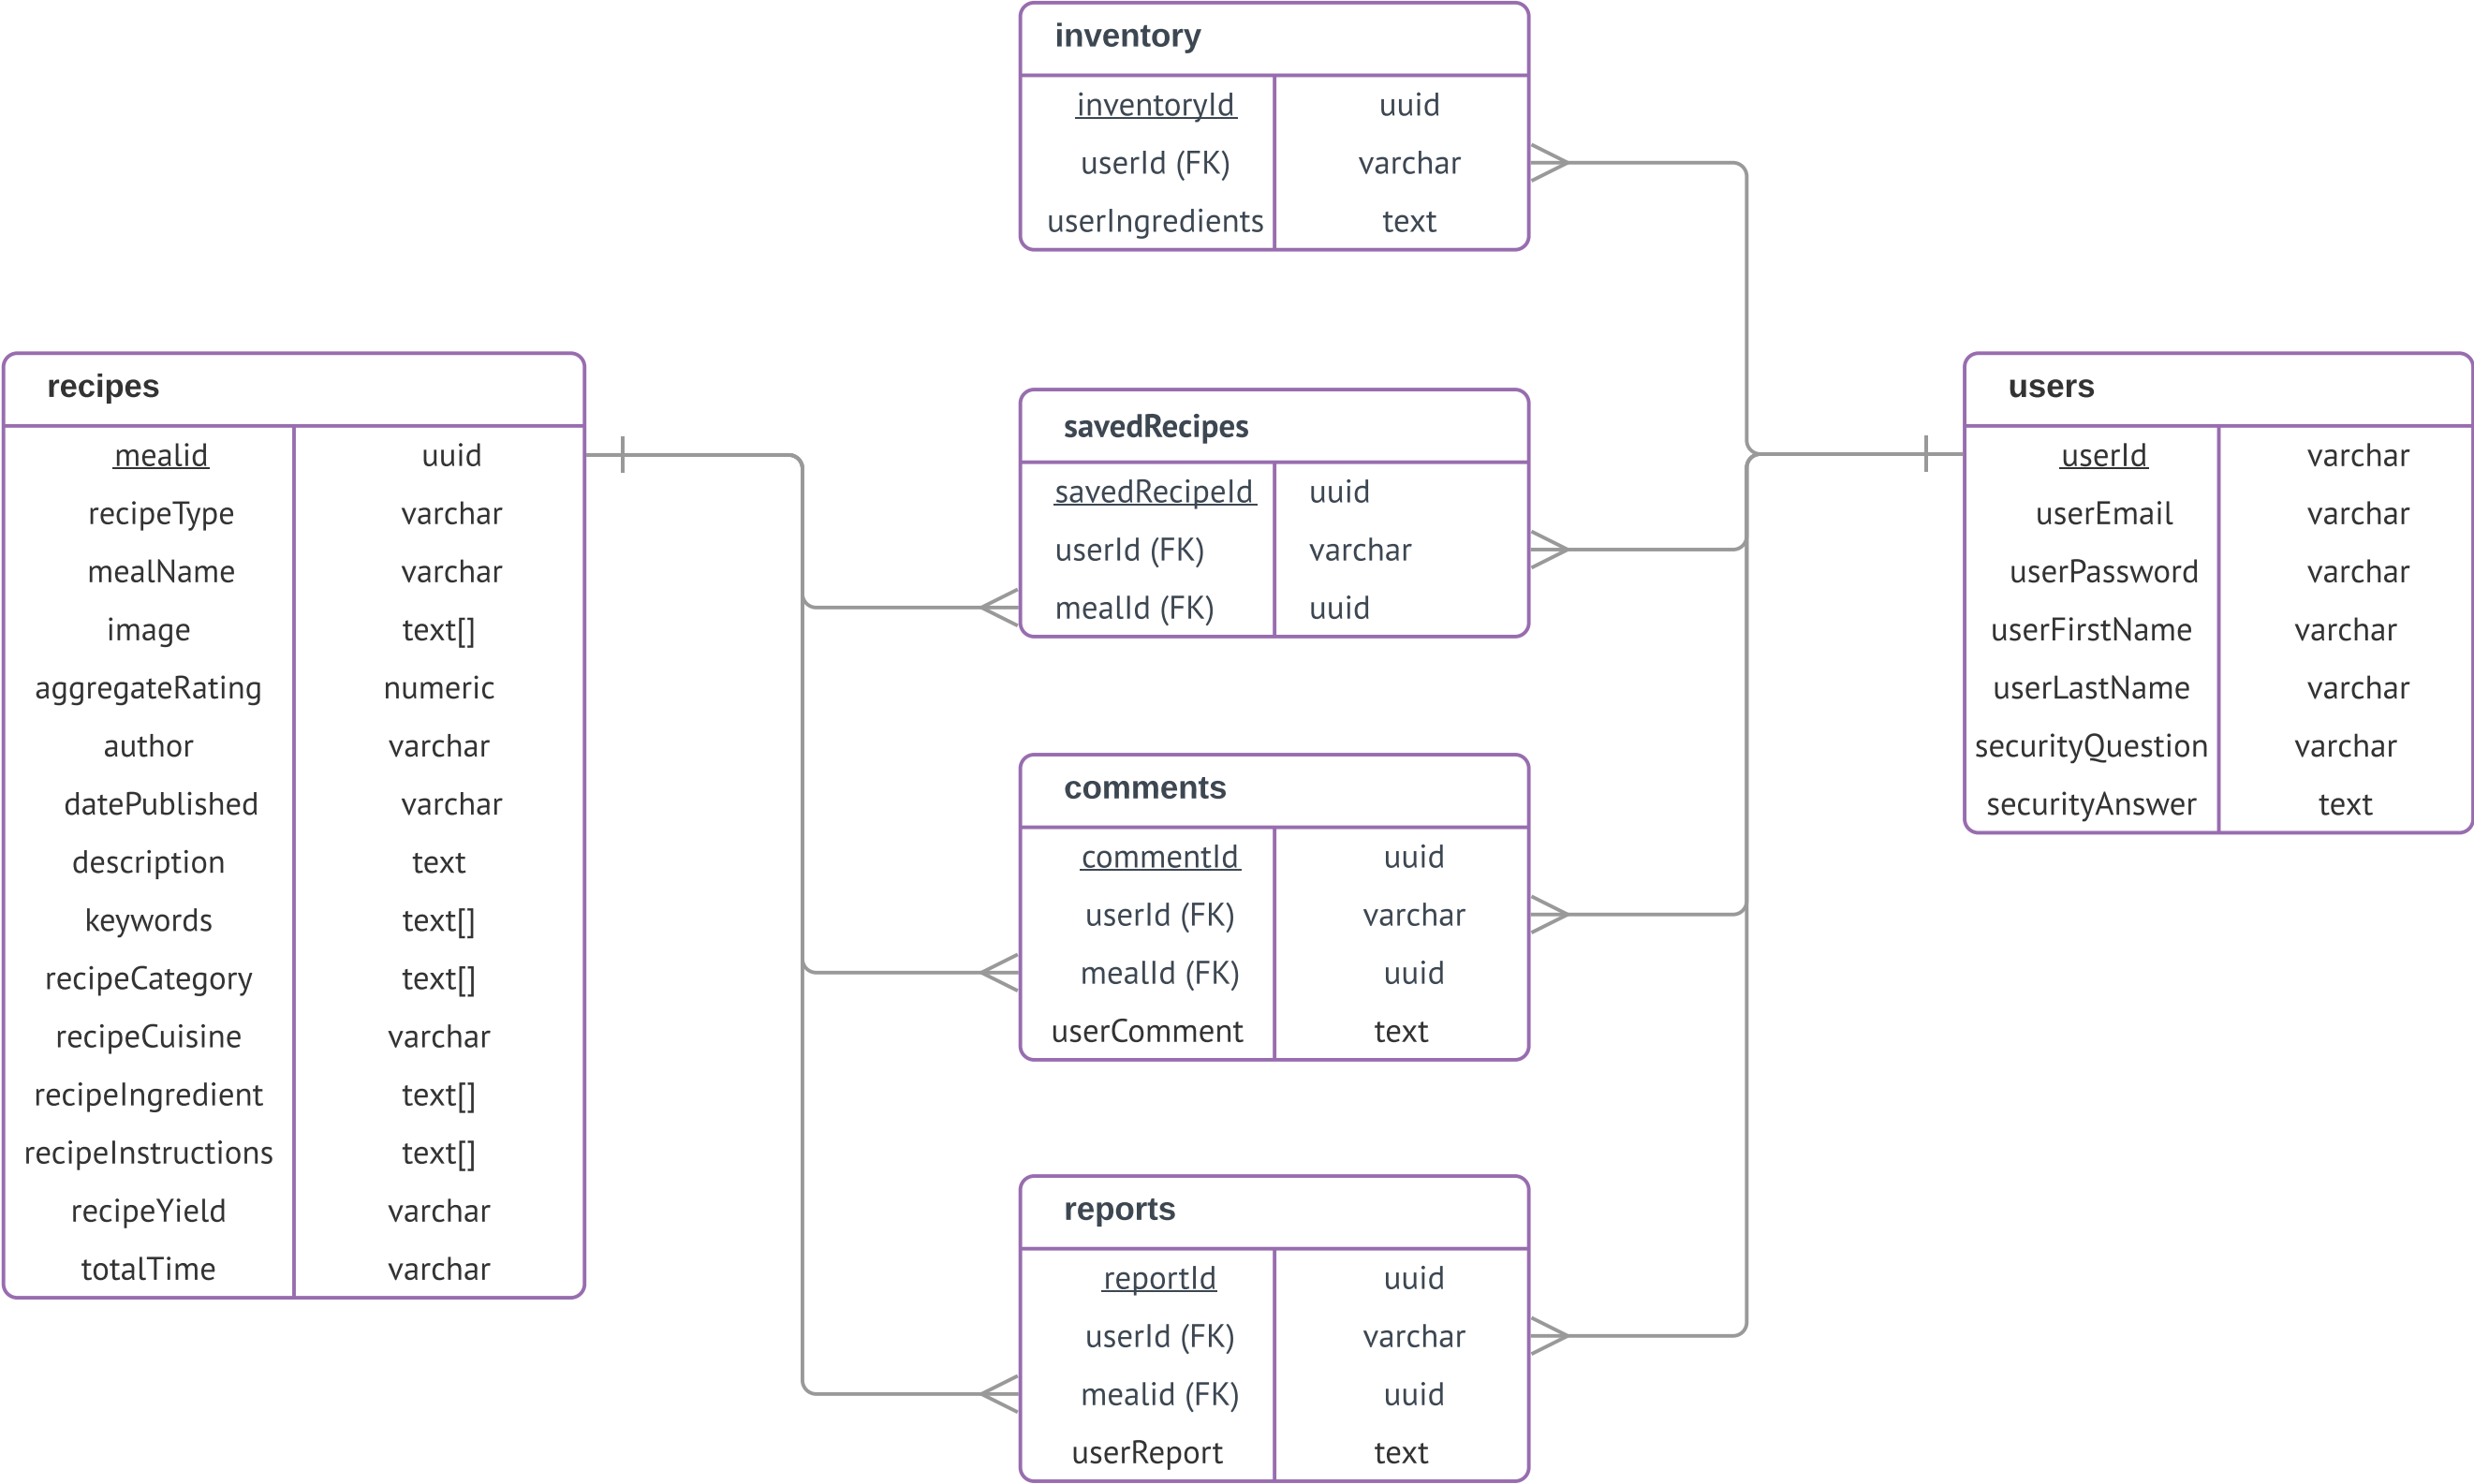 inventory
inventoryId uuid
userId (FK) varchar
userIngredients text
recipes
mealid uuid
recipeType varchar
mealName varchar
image text[]
aggregateRating numeric
author varchar
datePublished varchar
description text
keywords text[]
recipeCategory text[]
recipeCuisine varchar
recipeIngredient text[]
recipeInstructions text[]
recipeYield varchar
totalTime varchar
savedRecipes
savedRecipeId uuid
userId (FK) varchar
mealId (FK) uuid
comments
commentId uuid
userId (FK) varchar
mealId (FK) uuid
userComment text
reports
reportId uuid
userId (FK) varchar
mealid (FK) uuid
userReport text
users
userId varchar
userEmail varchar
userPassword varchar
userFirstName varchar
userLastName varchar
securityQuestion varchar
securityAnswer text